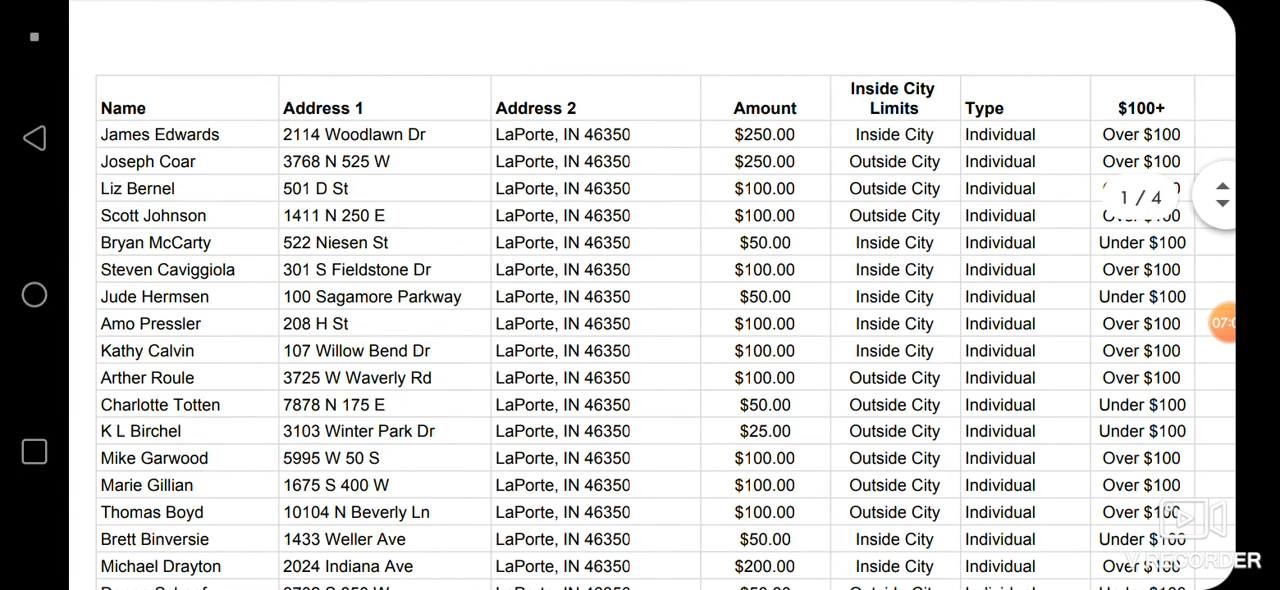 Name Address 1 Address 2 Amount Inside City Limits Type $100+
James Edwards 2114 Woodlawn Dr LaPorte, IN 46350 $250.00 Inside City Individual Over $100
Joseph Coar 3768 N 525 W LaPorte, IN 46350 $250.00 Outside City Individual Over $100
Liz Bernel 501 D St LaPorte, IN 46350 $100.00 Outside City Individual
1 / 4
Scott Johnson 1411 N 250 E LaPorte, IN 46350 $100.00 Outside City Individual
Bryan McCarty 522 Niesen St LaPorte, IN 46350 $50.00 Inside City Individual Under $100
Steven Caviggiola 301 S Fieldstone Dr LaPorte, IN 46350 $100.00 Inside City Individual Over $100
Jude Hermsen 100 Sagamore Parkway LaPorte, IN 46350 $50.00 Inside City Individual Under $100
Amo Pressler 208 H St LaPorte, IN 46350 $100.00 Inside City Individual Over $100
Kathy Calvin 107 Willow Bend Dr LaPorte, IN 46350 $100.00 Inside City Individual Over $100
Arther Roule 3725 W Waverly Rd LaPorte, IN 46350 $100.00 Outside City Individual Over $100
Charlotte Totten 7878 N 175 E LaPorte, IN 46350 $50.00 Outside City Individual Under $100
K L Birchel 3103 Winter Park Dr LaPorte, IN 46350 $25.00 Outside City Individual Under $100
Mike Garwood 5995 W 50 S LaPorte, IN 46350 $100.00 Outside City Individual Over $100
Marie Gillian 1675 S 400 W LaPorte, IN 46350 $100.00 Outside City Individual Over $100
Thomas Boyd 10104 N Beverly Ln LaPorte, IN 46350 $100.00 Outside City Individual Over $100
Brett Binversie 1433 Weller Ave LaPorte, IN 46350 $50.00 Inside City Individual Under $100
Michael Drayton 2024 Indiana Ave LaPorte, IN 46350 $200.00 Inside City Individual Over $100
V RECORDER